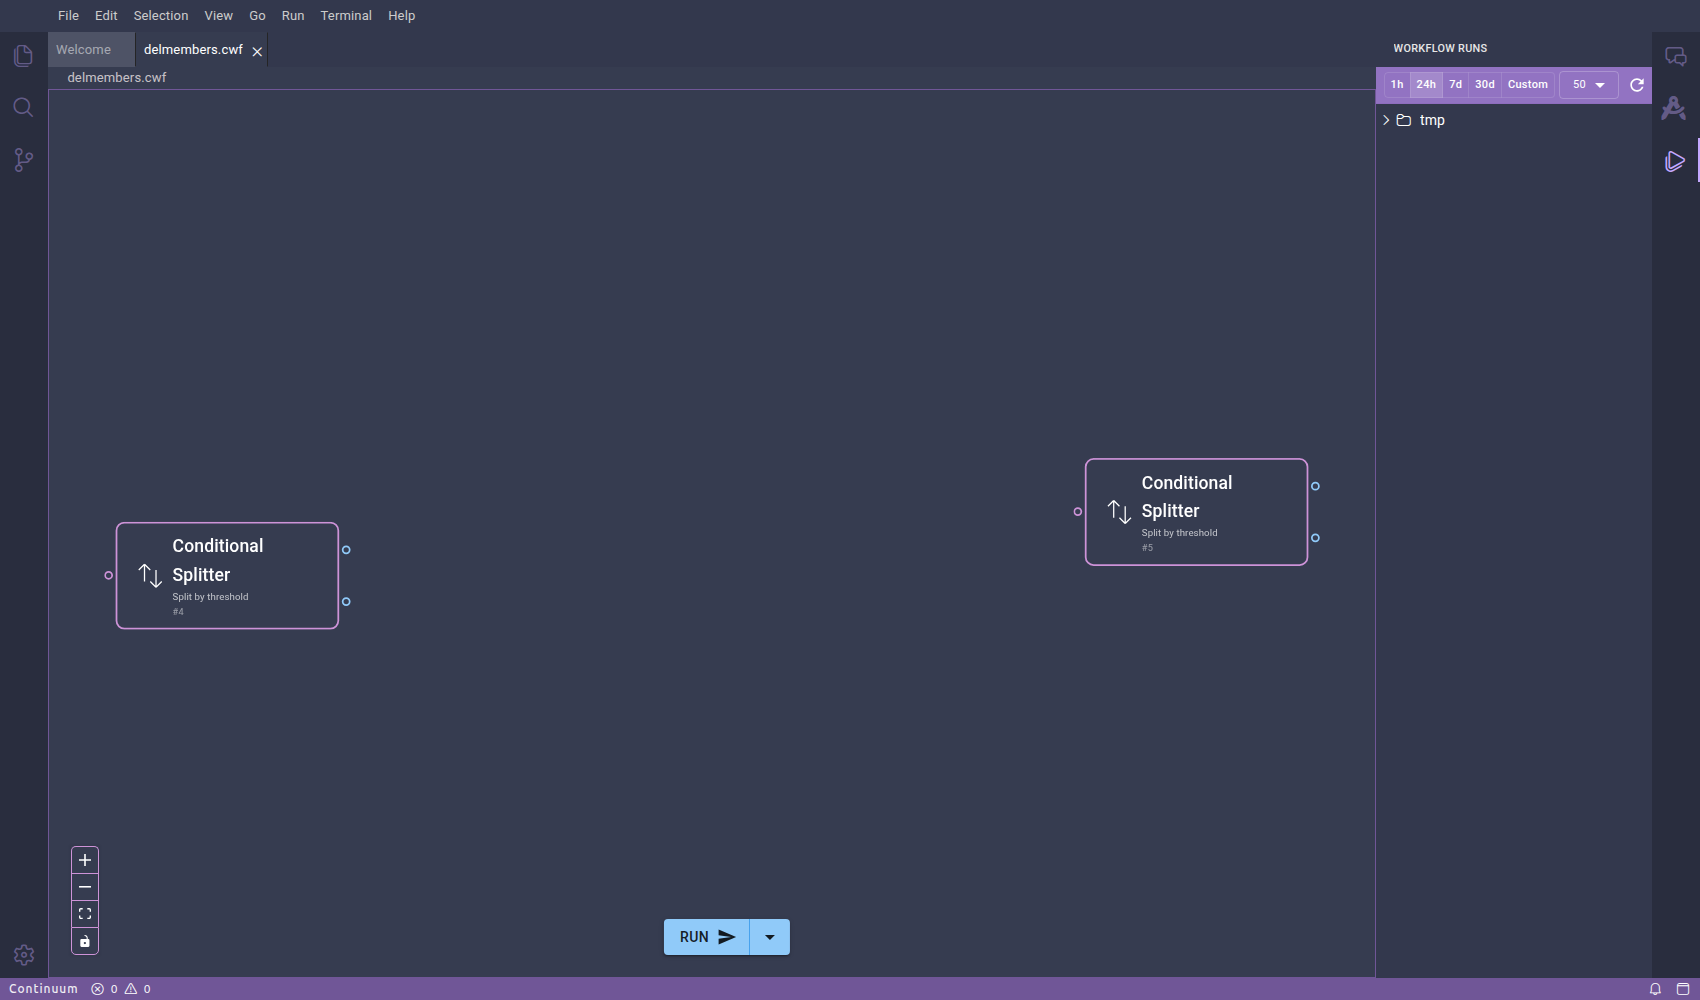 File Edit Selection View Go Run Terminal Help
Welcome delmembers.cwf
WORKFLOW RUNS
delmembers.cwf
1h 24h 7d 30d Custom 50
tmp
Conditional
Splitter
Split by threshold
#5
Conditional
Splitter
Split by threshold
#4
RUN
Continuum 0 0